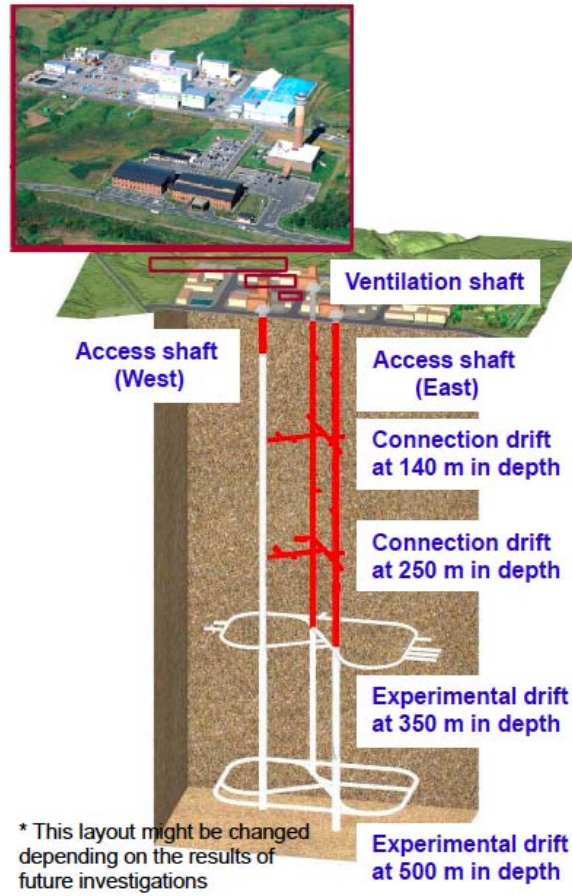 Ventilation shaft
Access shaft
(West)
Access shaft
(East)
Connection drift
at 140 m in depth
Connection drift
at 250 m in depth
Experimental drift
at 350 m in depth
* This layout might be changed
depending on the results of
future investigations
Experimental drift
at 500 m in depth